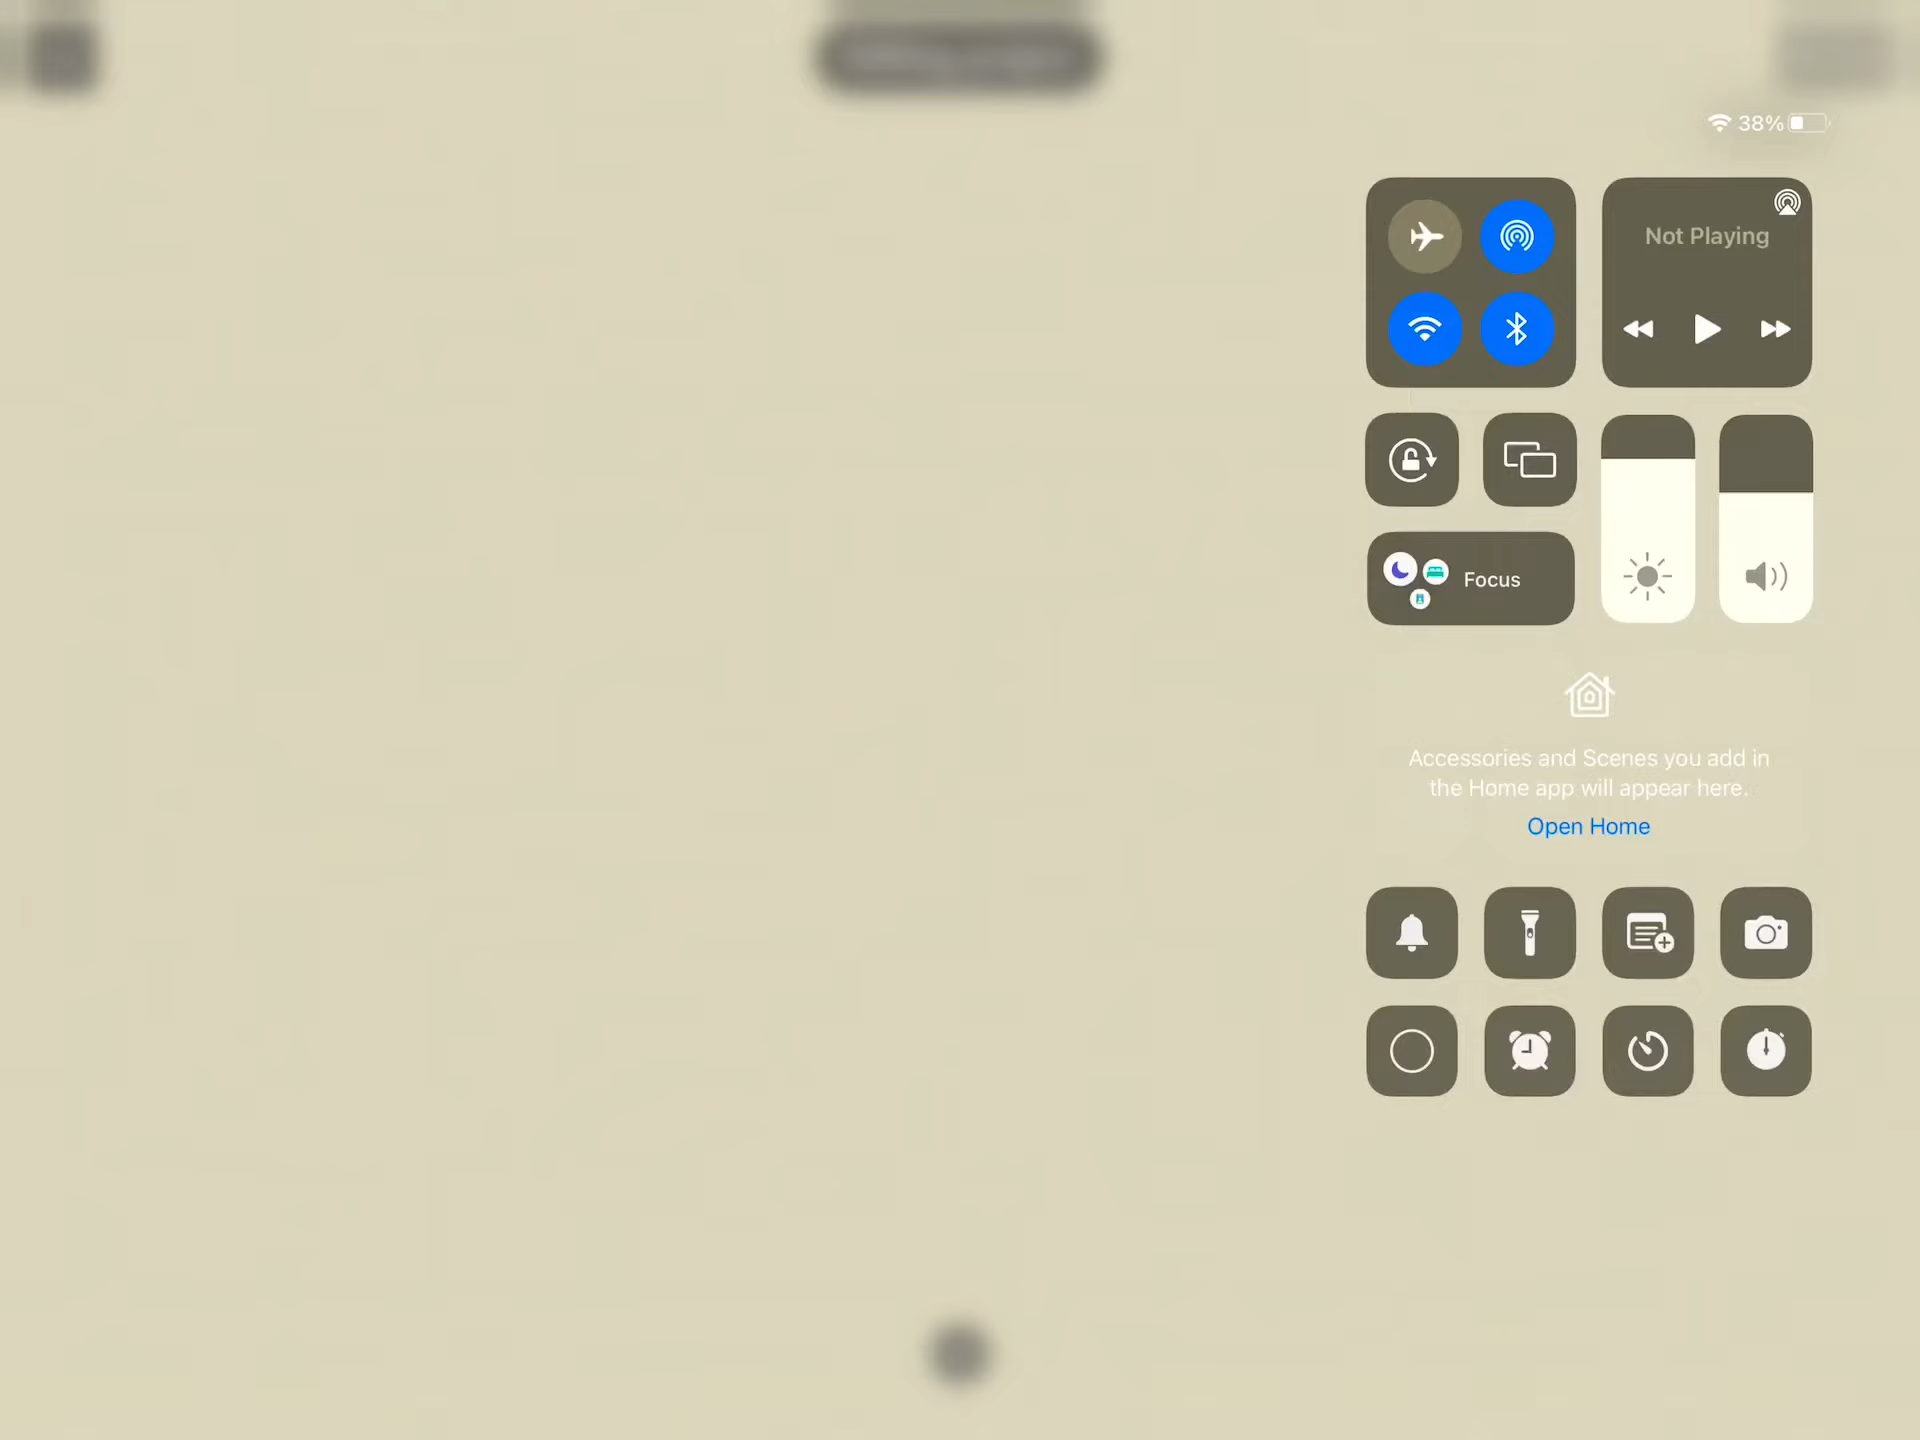 38%
Not Playing
Focus
Accessories and Scenes you add in
the Home app will appear here.
Open Home